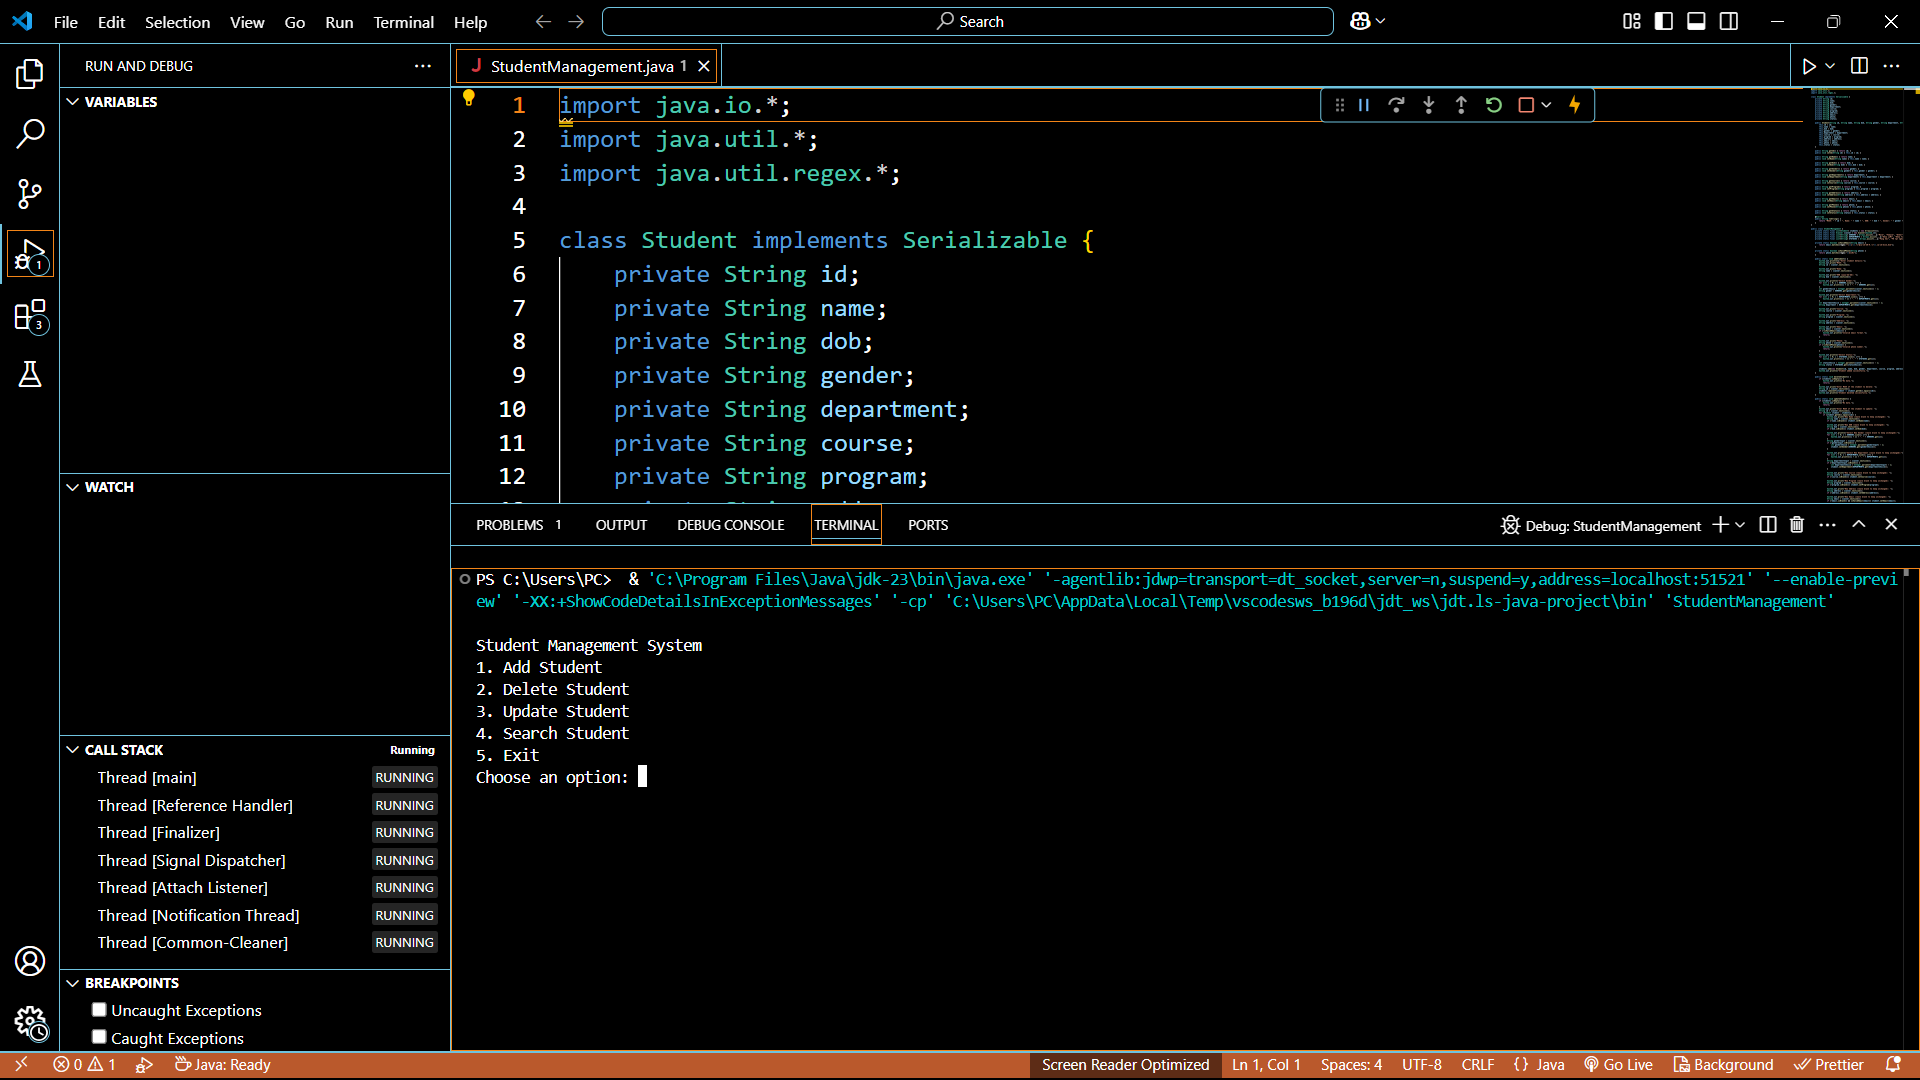 File Edit Selection View Go Run Terminal Help
Search
RUN AND DEBUG
VARIABLES
WATCH
CALL STACK Running
Thread [main] RUNNING
Thread [Reference Handler] RUNNING
Thread [Finalizer] RUNNING
Thread [Signal Dispatcher] RUNNING
Thread [Attach Listener] RUNNING
Thread [Notification Thread] RUNNING
Thread [Common-Cleaner] RUNNING
BREAKPOINTS
Uncaught Exceptions
Caught Exceptions
1
3
J StudentManagement.java 1
1 import java.io.*;
2 import java.util.*;
3 import java.util.regex.*;
4
5 class Student implements Serializable {
6 private String id;
7 private String name;
8 private String dob;
9 private String gender;
10 private String department;
11 private String course;
12 private String program;
PROBLEMS 1 OUTPUT DEBUG CONSOLE TERMINAL PORTS
Debug: StudentManagement
PS C:\Users\PC> & 'C:\Program Files\Java\jdk-23\bin\java.exe' '-agentlib:jdwp=transport=dt_socket,server=n,suspend=y,address=localhost:51521' '--enable-previ
ew' '-XX:+ShowCodeDetailsInExceptionMessages' '-cp' 'C:\Users\PC\AppData\Local\Temp\vscodesws_b196d\jdt_ws\jdt.ls-java-project\bin' 'StudentManagement'
Student Management System
1. Add Student
2. Delete Student
3. Update Student
4. Search Student
5. Exit
Choose an option:
0 1 Java: Ready
Screen Reader Optimized Ln 1, Col 1 Spaces: 4 UTF-8 CRLF {} Java Go Live Background Prettier